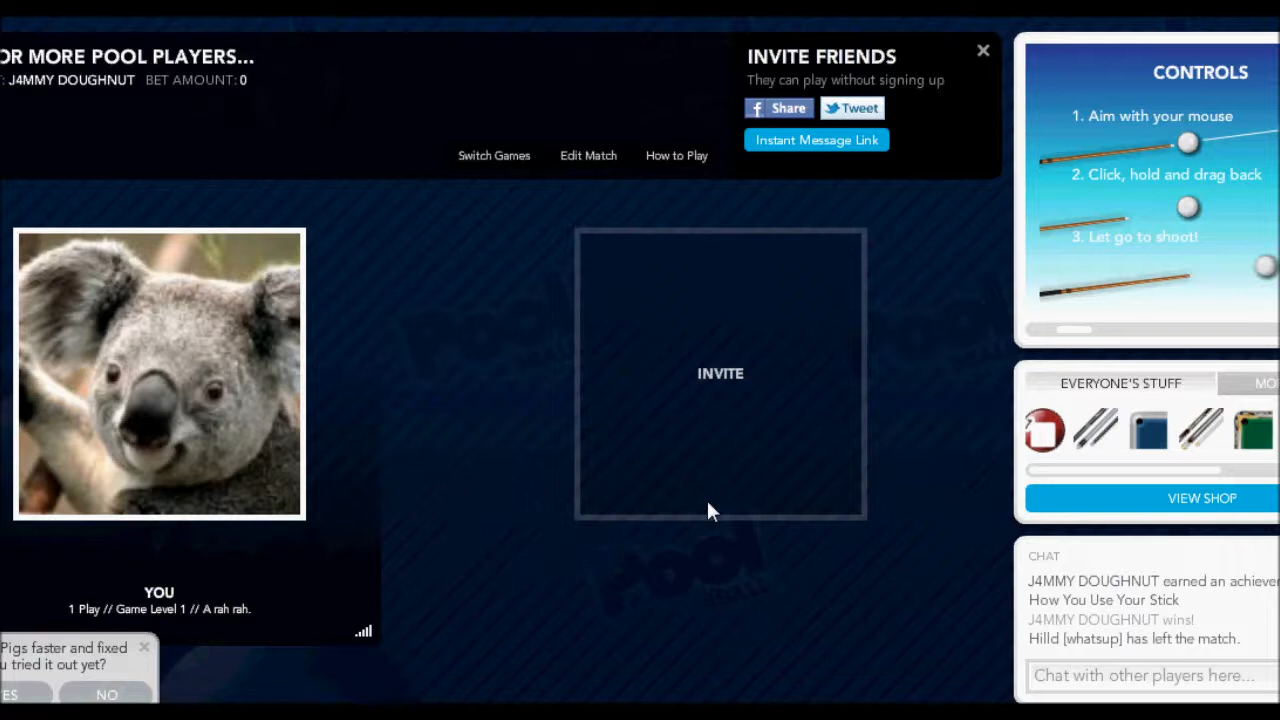 OR MORE POOL PLAYERS...
: J4MMY DOUGHNUT BET AMOUNT: 0
INVITE FRIENDS
They can play without signing up
f Share
Tweet
Instant Message Link
Switch Games Edit Match How to Play
CONTROLS
1. Aim with your mouse
2. Click, hold and drag back
3. Let go to shoot!
INVITE
EVERYONE'S STUFF
MO
VIEW SHOP
YOU
1 Play // Game Level 1 // A rah rah.
Pigs faster and fixed
u tried it out yet?
ES NO
CHAT
J4MMY DOUGHNUT earned an achieve
How You Use Your Stick
J4MMY DOUGHNUT wins!
Hilld [whatsup] has left the match.
Chat with other players here...